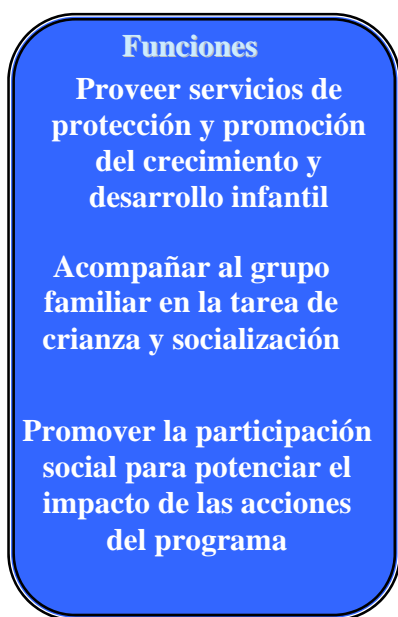 Funciones
Proveer servicios de
protección y promoción
del crecimiento y
desarrollo infantil
Acompañar al grupo
familiar en la tarea de
crianza y socialización
Promover la participación
social para potenciar el
impacto de las acciones
del programa